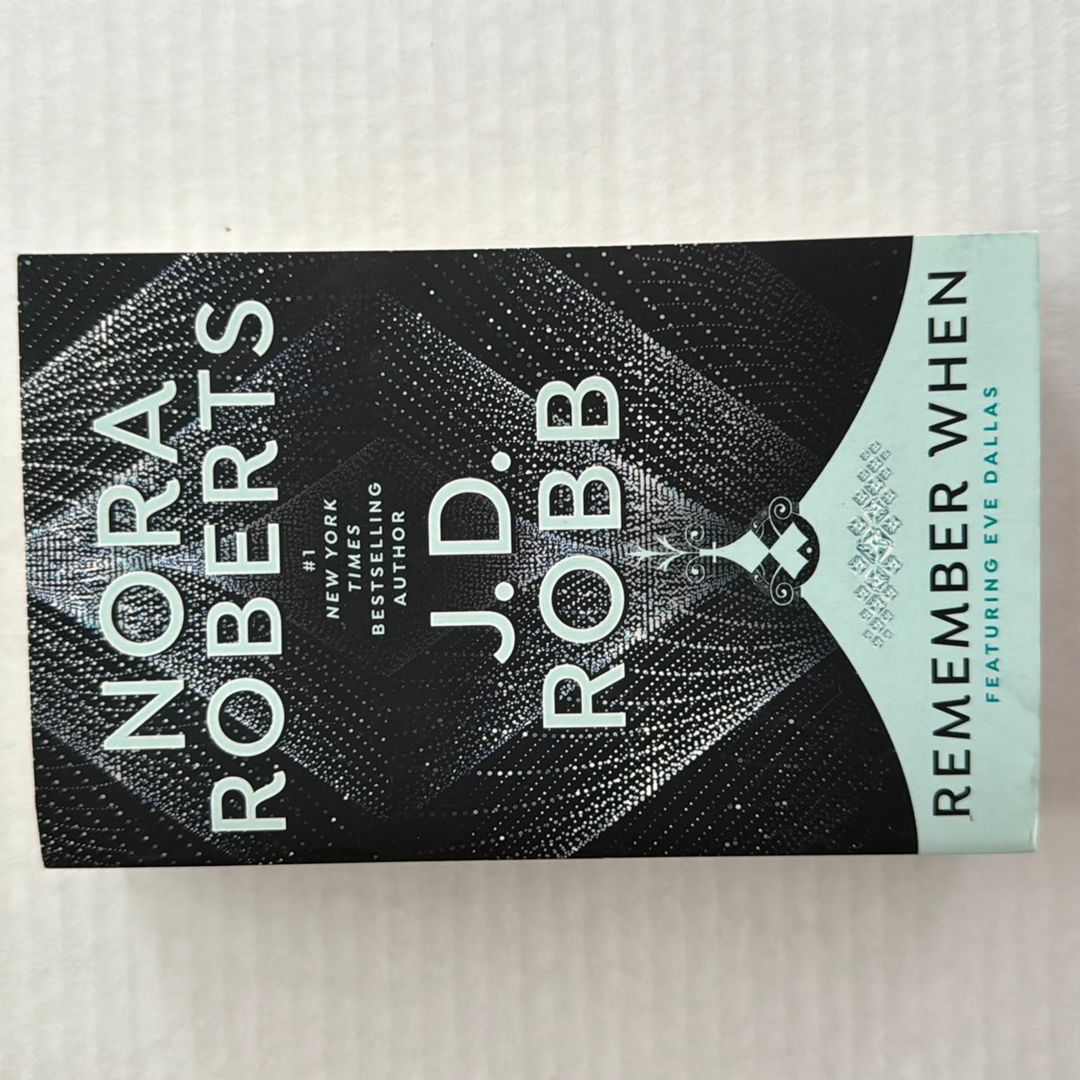 NORA
ROBERTS
#1
NEW YORK
TIMES
BESTSELLING
AUTHOR
J.D.
ROBB
REMEMBER WHEN
FEATURING EVE DALLAS